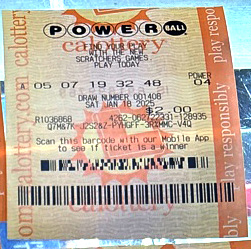 POWERBALL
calottery
FIND YOUR PLAY
WITH THE NEW
SCRATCHERS GAMES
PLAY TODAY
POWER
A 05 07 19 32 48 04
DRAW NUMBER 001408
SAT JAN 18 2025
$2.00
R1036868
Scan this barcode with our Mobile App
to see if ticket is a winner
calottery
play responsibly